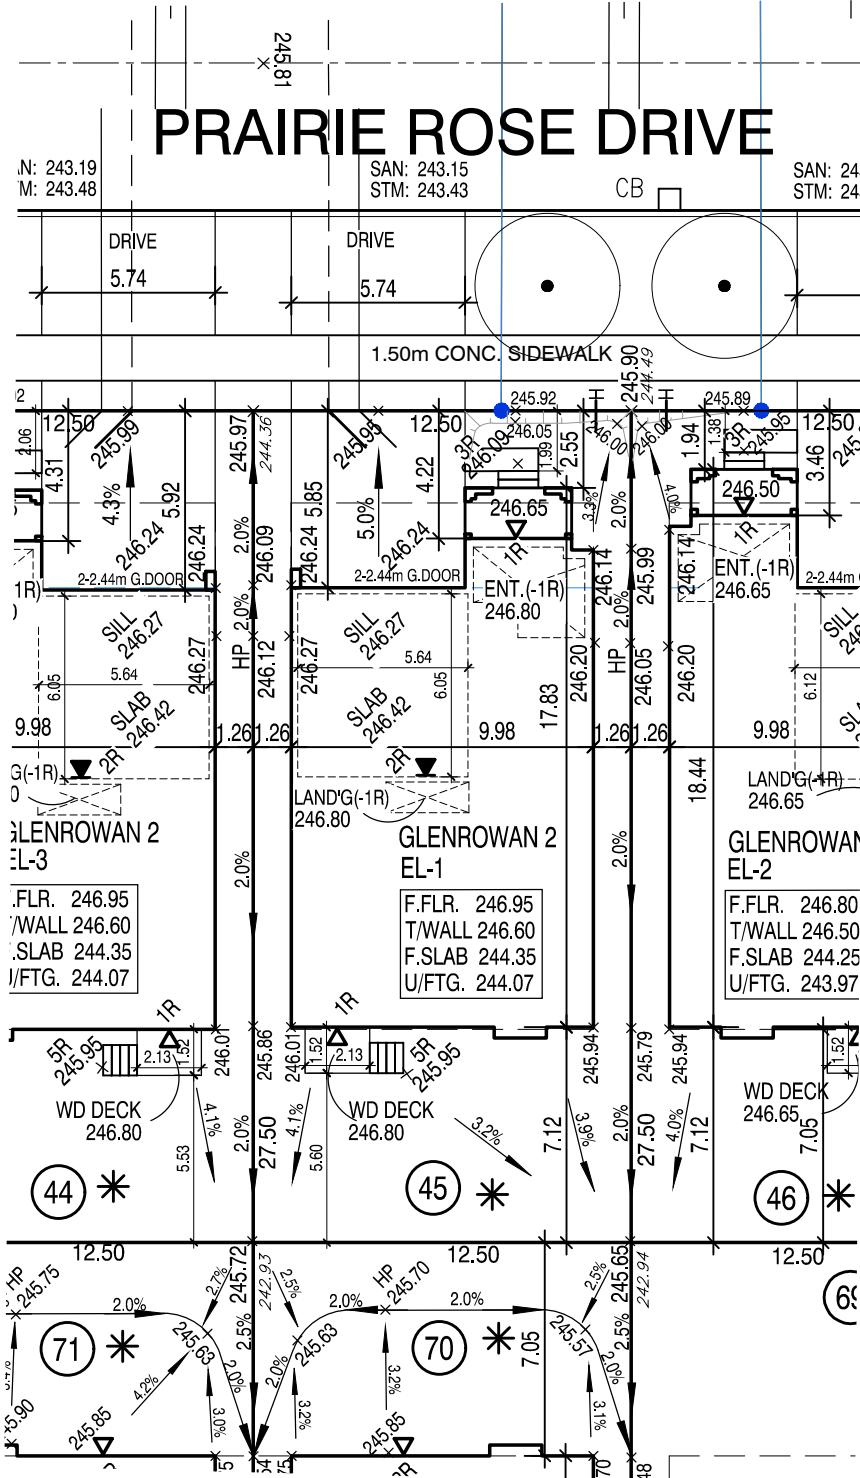 245.81
PRAIRIE ROSE DRIVE
N: 243.19
M: 243.48
SAN: 243.15
STM: 243.43
CB
SAN: 24
STM: 24
DRIVE
DRIVE
5.74
5.74
1.50m CONC. SIDEWALK
245.90
244.49
12.50
245.99
245.97
244.36
245.95
12.50
245.92
245.89
12.50
2.06
4.31
4.3%
5.92
246.24
246.24
2.0%
246.09
246.24
5.85
5.0%
246.24
4.22
3R
246.09
246.05
1.99
2.55
246.00
246.00
1.94
1.38
3R
245.95
3.46
246.65
3.3%
2.0%
4.0%
246.50
1R
1R
2-2.44m G.DOOR
2-2.44m G.DOOR
2-2.44m
246.14
245.99
246.14
ENT.(-1R)
246.80
ENT.(-1R)
246.65
-1R)
SILL
246.27
246.27
2.0%
HP
246.12
246.27
SILL
246.27
2.0%
HP
246.05
246.20
246.20
SILL
5.64
6.05
5.64
6.05
17.83
6.12
SLAB
246.42
SLAB
246.42
9.98
1.26
1.26
9.98
1.26
1.26
9.98
2R
2R
G(-1R)
LAND'G(-1R)
246.80
18.44
LAND'G(-1R)
246.65
GLENROWAN 2
EL-3
2.0%
GLENROWAN 2
EL-1
2.0%
GLENROWAN
EL-2
.FLR. 246.95
T/WALL 246.60
.SLAB 244.35
U/FTG. 244.07
F.FLR. 246.95
T/WALL 246.60
F.SLAB 244.35
U/FTG. 244.07
F.FLR. 246.80
T/WALL 246.50
F.SLAB 244.25
U/FTG. 243.97
1R
1R
5R
245.95
2.13
1.52
246.01
245.86
246.01
1.52
2.13
5R
245.95
245.94
245.79
245.94
1.52
WD DECK
246.80
WD DECK
246.80
WD DECK
246.65
4.1%
2.0%
27.50
4.1%
3.2%
7.12
3.9%
2.0%
27.50
4.0%
7.12
7.05
5.53
5.60
44
45
46
12.50
245.72
242.93
12.50
245.65
242.94
12.50
HP
245.75
2.0%
2.7%
2.5%
HP
245.70
2.0%
2.0%
2.5%
2.5%
2.5%
71
245.63
245.63
70
245.57
7.05
69
4.2%
2.0%
2.0%
3.2%
2.0%
3.0%
3.2%
3.1%
245.85
245.85